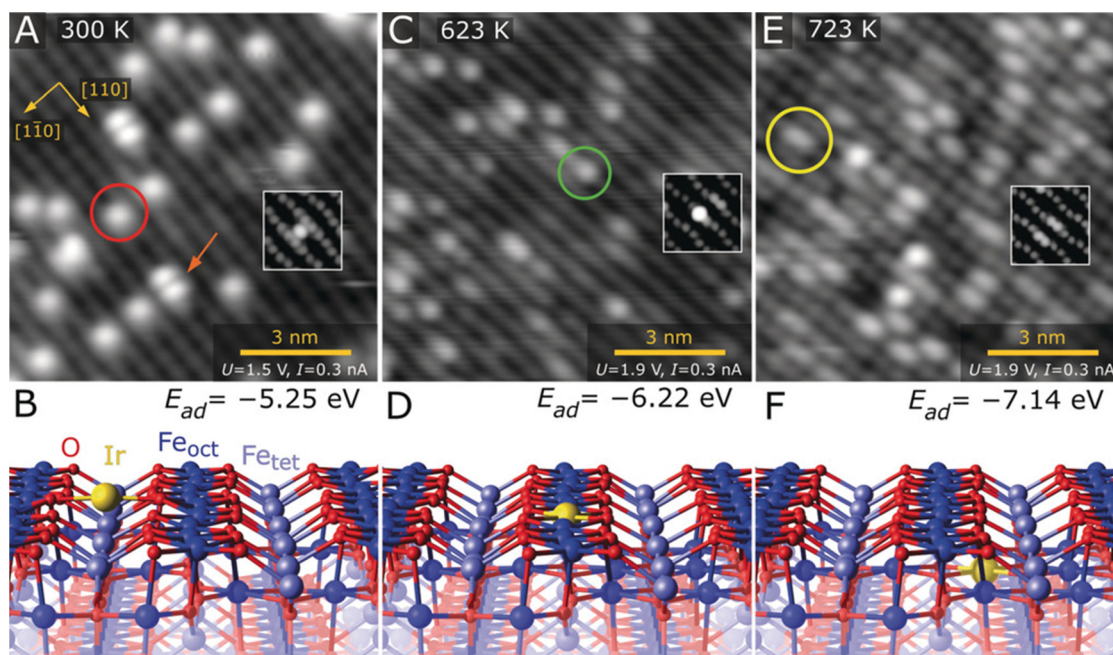 A 300 K
[110]
[11̄0]
3 nm
U=1.5 V, I=0.3 nA
C 623 K
3 nm
U=1.9 V, I=0.3 nA
E 723 K
3 nm
U=1.9 V, I=0.3 nA
B Ead= −5.25 eV
O Ir Feoct Fetet
D Ead= −6.22 eV
F Ead= −7.14 eV